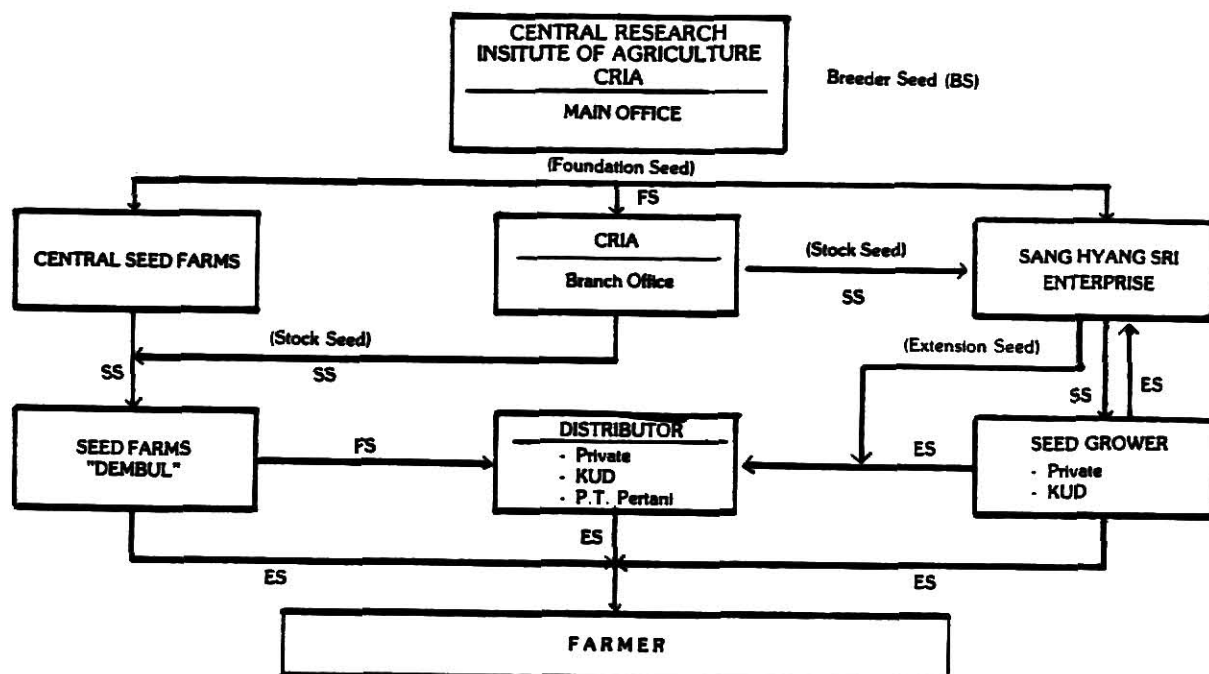 CENTRAL RESEARCH
INSITUTE OF AGRICULTURE
CRIA
MAIN OFFICE
Breeder Seed (BS)
(Foundation Seed)
FS
CENTRAL SEED FARMS
CRIA
Branch Office
(Stock Seed)
SS
SANG HYANG SRI
ENTERPRISE
(Stock Seed)
SS
SS
(Extension Seed)
SS
ES
SEED FARMS
"DEMBUL"
FS
DISTRIBUTOR
- Private
- KUD
- P.T. Pertani
ES
SEED GROWER
- Private
- KUD
ES
ES
ES
FARMER